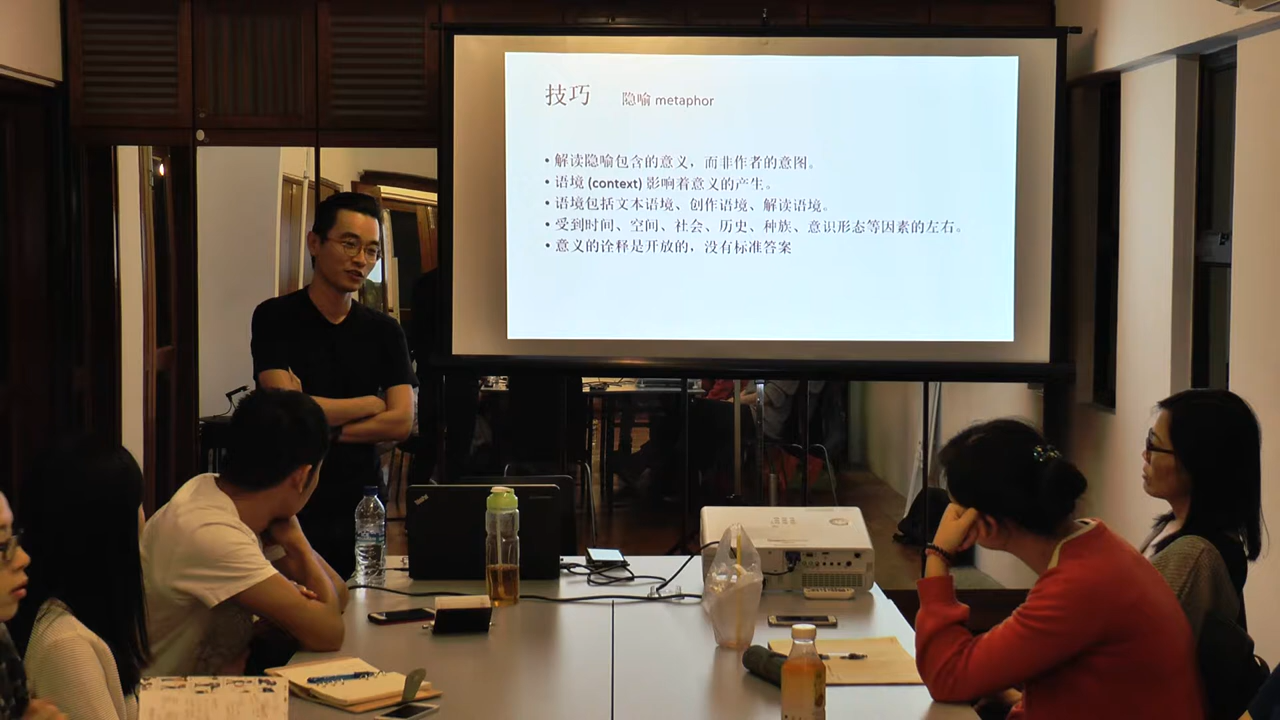 技巧 隐喻 metaphor
• 解读隐喻包含的意义，而非作者的意图。
• 语境 (context) 影响着意义的产生。
• 语境包括文本语境、创作语境、解读语境。
• 受到时间、空间、社会、历史、种族、意识形态等因素的左右。
• 意义的诠释是开放的，没有标准答案
ThinkPad